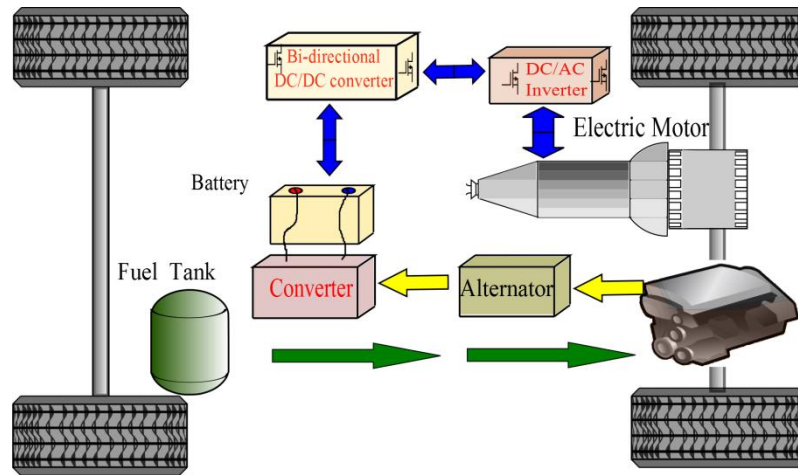 Bi-directional
DC/DC converter
DC/AC
Inverter
Electric Motor
Battery
Fuel Tank
Converter
Alternator